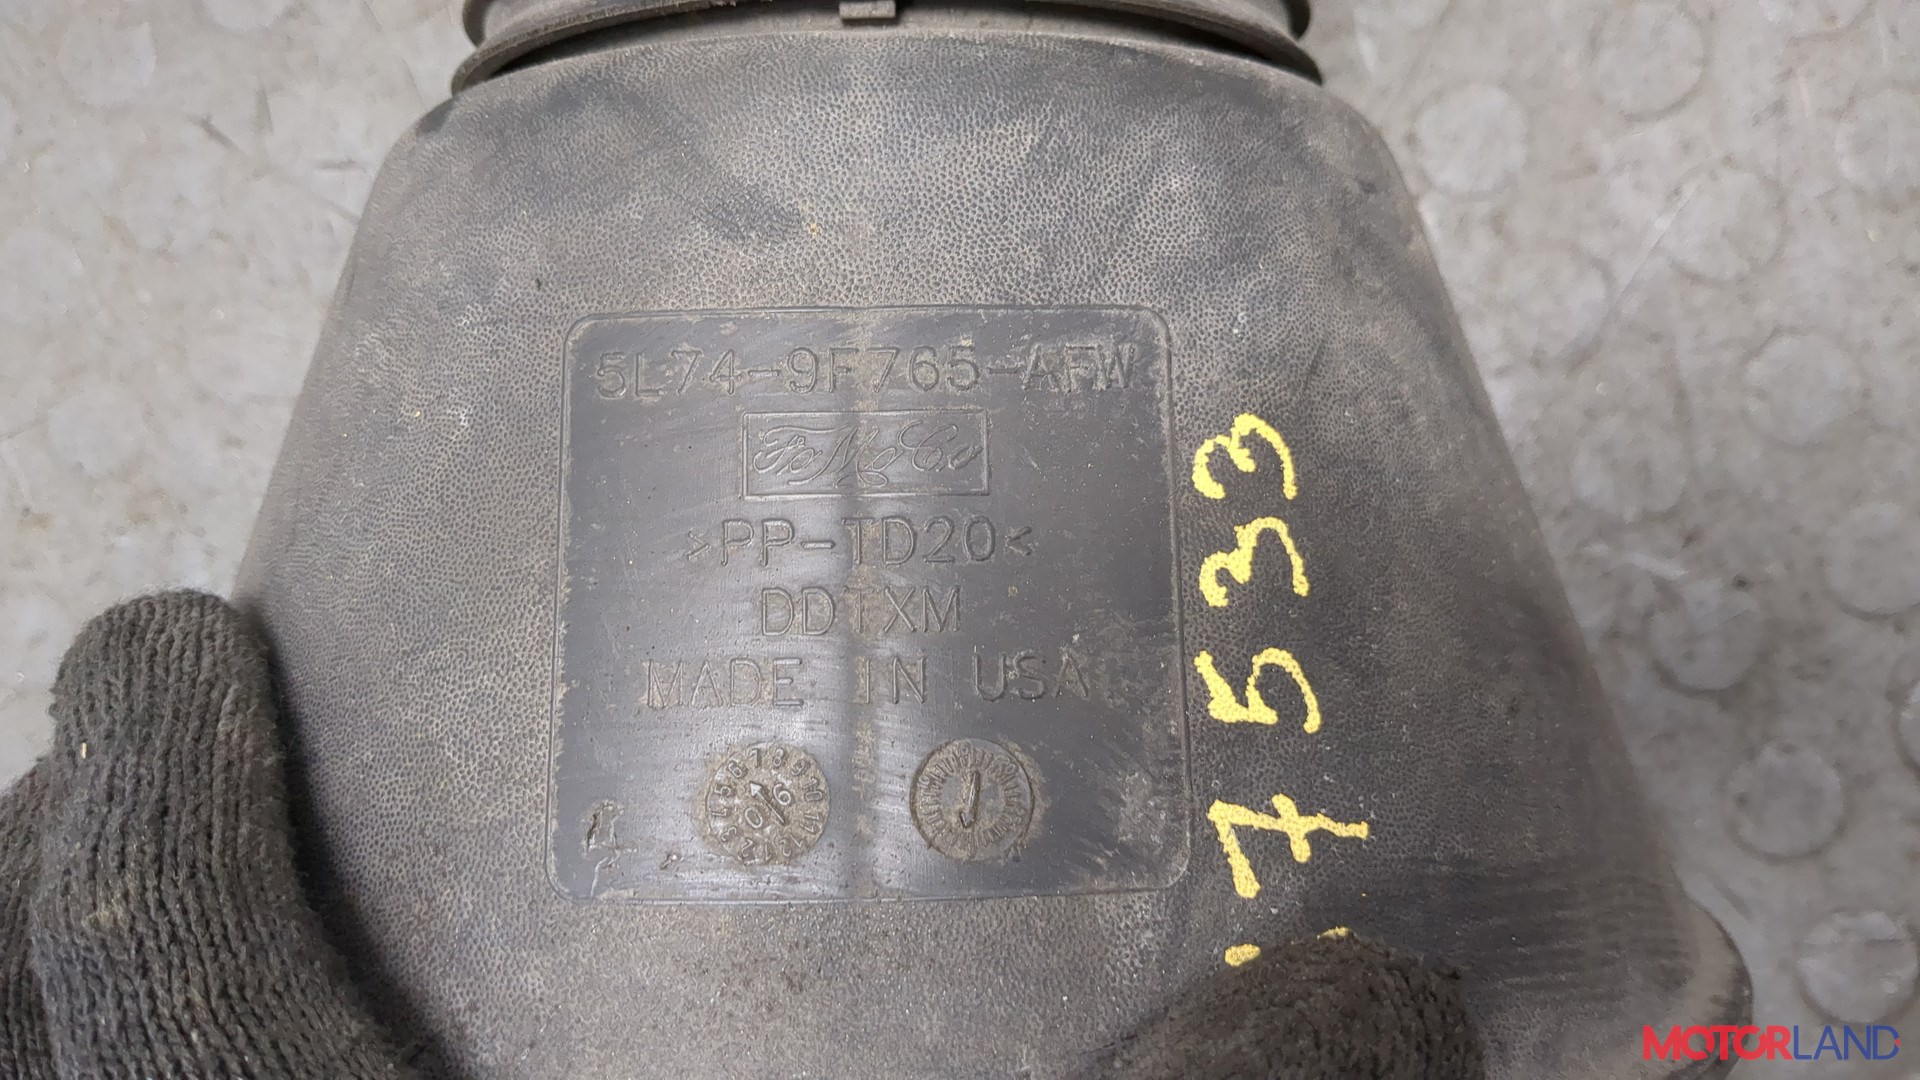 5L74-9F765-AFW
FoMoCo
>PP-TD20<
DDTXM
MADE IN USA
7533
MOTORLAND